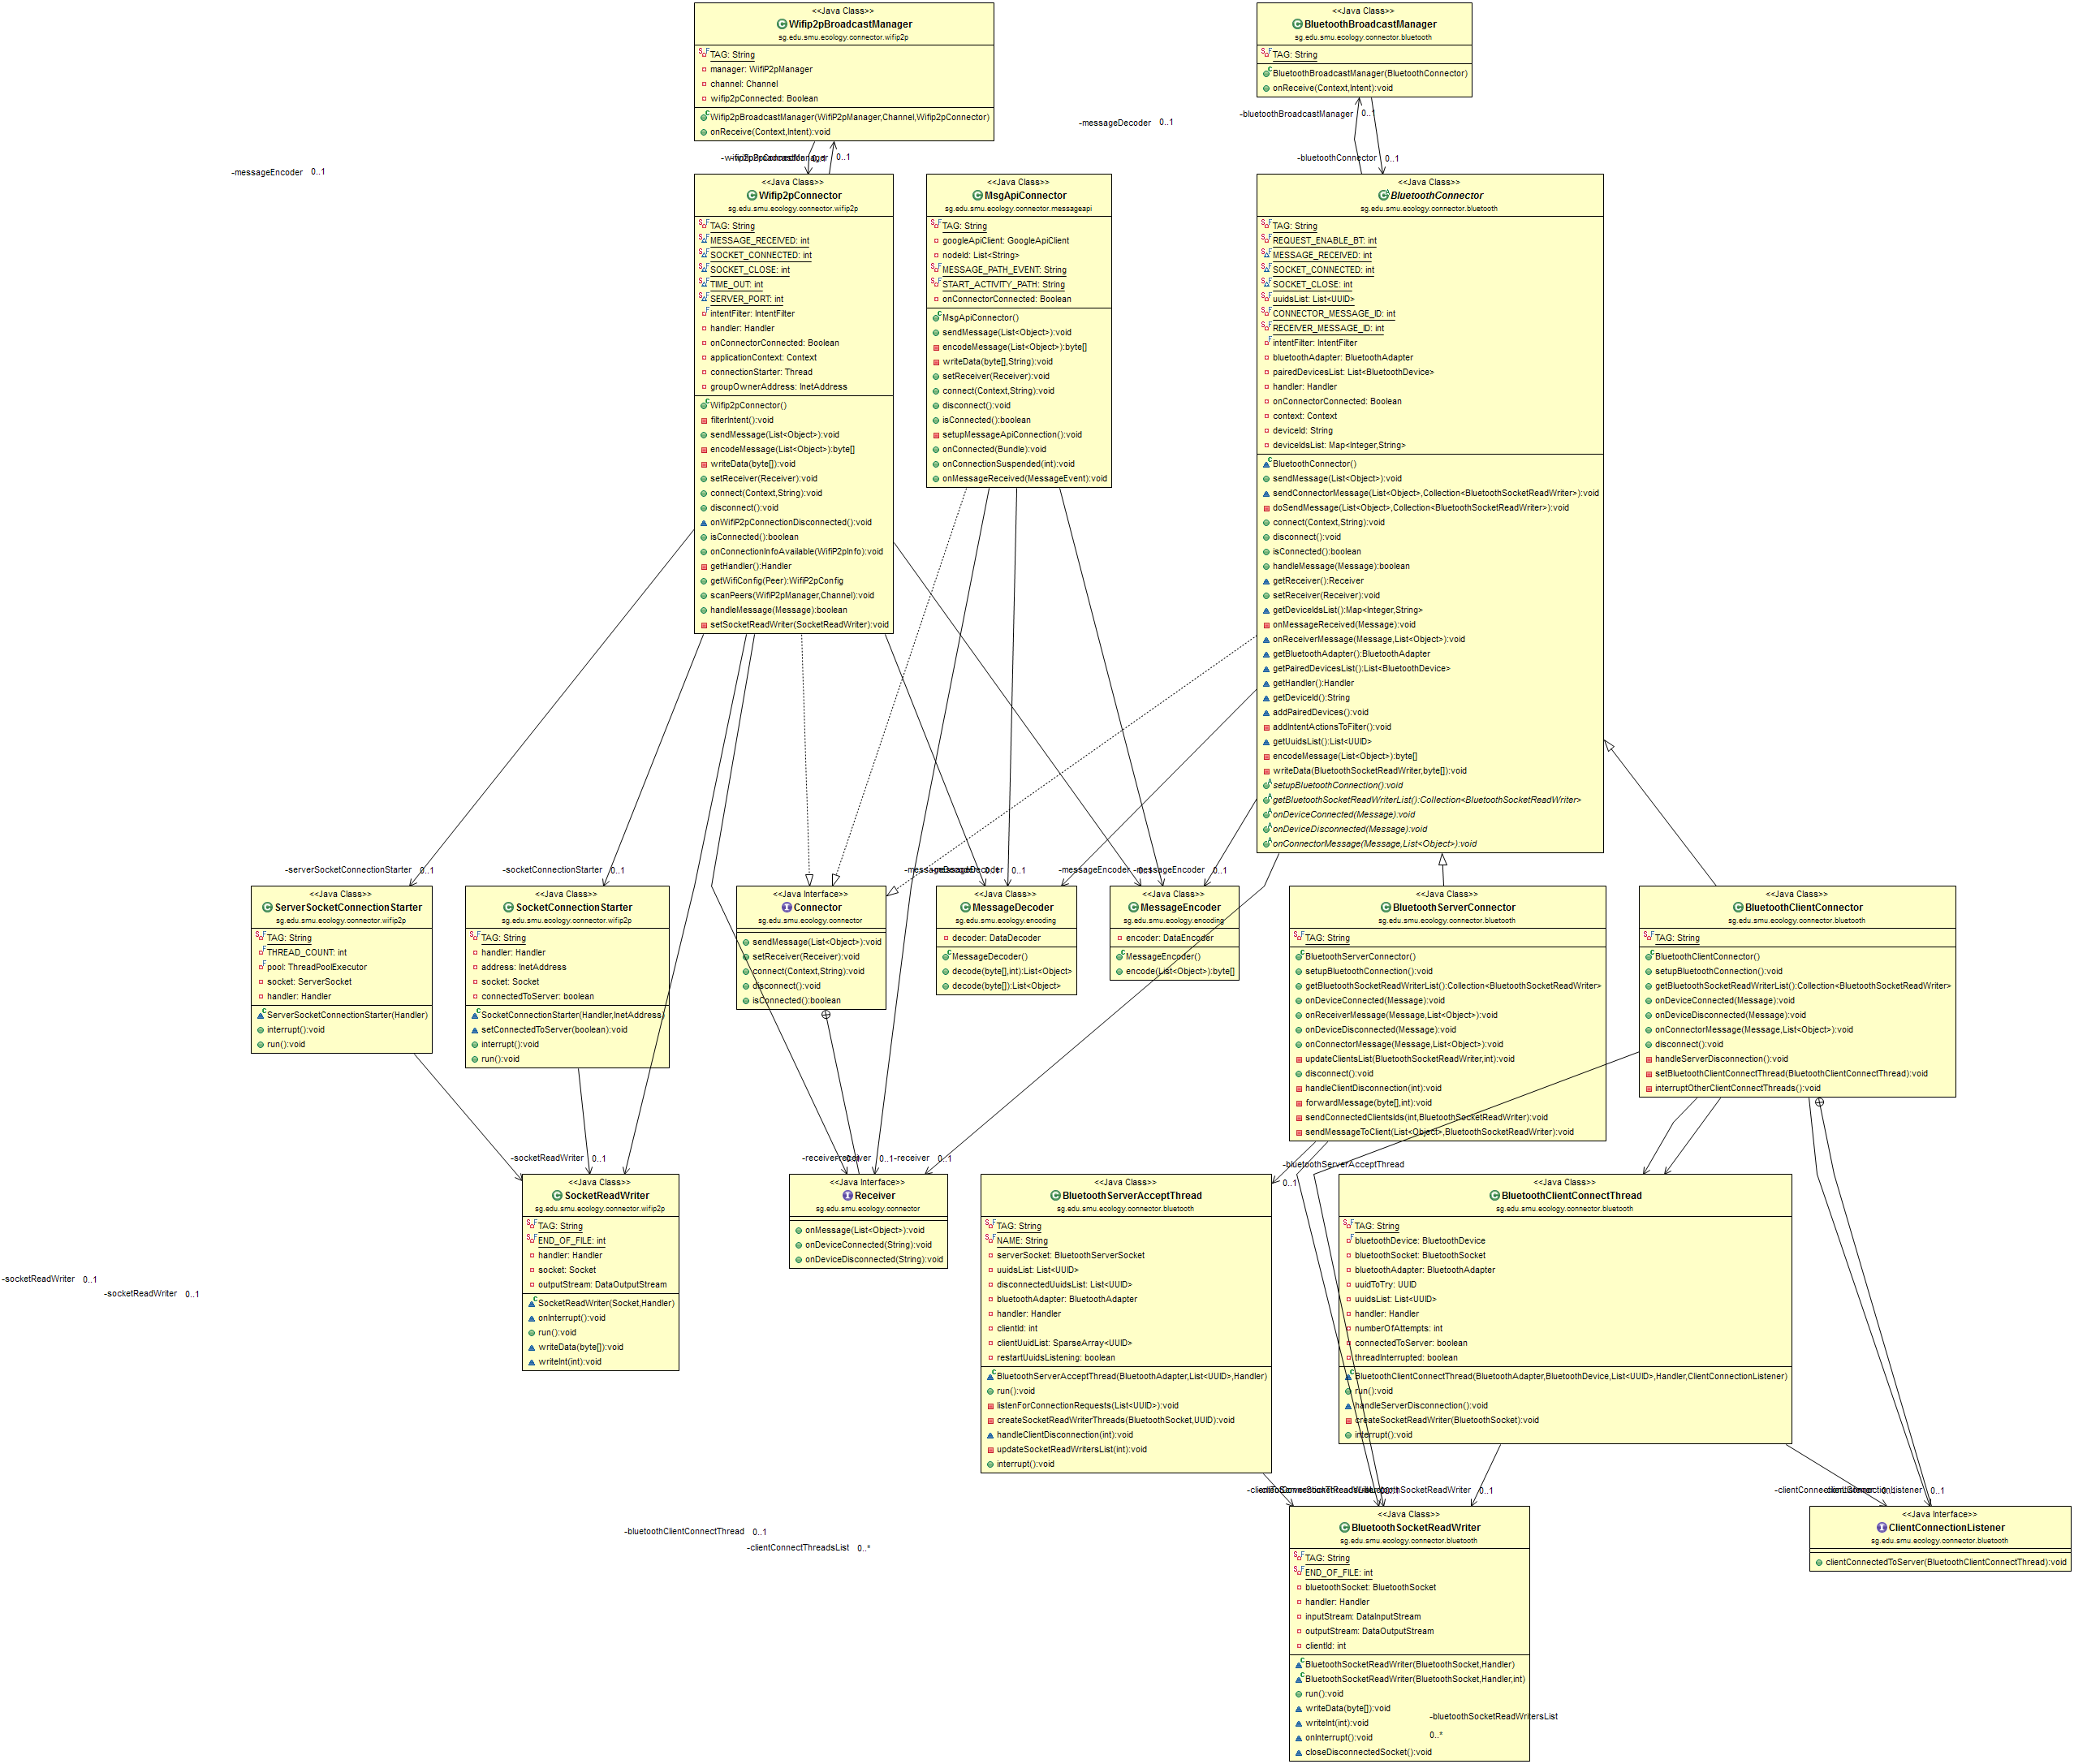 <<Java Class>>
Wifip2pBroadcastManager
sg.edu.smu.ecology.connector.wifip2p
TAG: String
manager: WifiP2pManager
channel: Channel
wifip2pConnected: Boolean
Wifip2pBroadcastManager(WifiP2pManager,Channel,Wifip2pConnector)
onReceive(Context,Intent):void
<<Java Class>>
BluetoothBroadcastManager
sg.edu.smu.ecology.connector.bluetooth
TAG: String
BluetoothBroadcastManager(BluetoothConnector)
onReceive(Context,Intent):void
-bluetoothBroadcastManager 0..1
-messageDecoder 0..1
0..1
-bluetoothConnector 0..1
-messageEncoder 0..1
<<Java Class>>
Wifip2pConnector
sg.edu.smu.ecology.connector.wifip2p
TAG: String
MESSAGE_RECEIVED: int
SOCKET_CONNECTED: int
SOCKET_CLOSE: int
TIME_OUT: int
SERVER_PORT: int
intentFilter: IntentFilter
handler: Handler
onConnectorConnected: Boolean
applicationContext: Context
connectionStarter: Thread
groupOwnerAddress: InetAddress
Wifip2pConnector()
filterIntent():void
sendMessage(List<Object>):void
encodeMessage(List<Object>):byte[]
writeData(byte[]):void
setReceiver(Receiver):void
connect(Context,String):void
disconnect():void
onWifiP2pConnectionDisconnected():void
isConnected():boolean
onConnectionInfoAvailable(WifiP2pInfo):void
getHandler():Handler
getWifiConfig(Peer):WifiP2pConfig
scanPeers(WifiP2pManager,Channel):void
handleMessage(Message):boolean
setSocketReadWriter(SocketReadWriter):void
<<Java Class>>
MsgApiConnector
sg.edu.smu.ecology.connector.messageapi
TAG: String
googleApiClient: GoogleApiClient
nodeId: List<String>
MESSAGE_PATH_EVENT: String
START_ACTIVITY_PATH: String
onConnectorConnected: Boolean
MsgApiConnector()
sendMessage(List<Object>):void
encodeMessage(List<Object>):byte[]
writeData(byte[],String):void
setReceiver(Receiver):void
connect(Context,String):void
disconnect():void
isConnected():boolean
setupMessageApiConnection():void
onConnected(Bundle):void
onConnectionSuspended(int):void
onMessageReceived(MessageEvent):void
<<Java Class>>
BluetoothConnector
sg.edu.smu.ecology.connector.bluetooth
TAG: String
REQUEST_ENABLE_BT: int
MESSAGE_RECEIVED: int
SOCKET_CONNECTED: int
SOCKET_CLOSE: int
uuidsList: List<UUID>
CONNECTOR_MESSAGE_ID: int
RECEIVER_MESSAGE_ID: int
intentFilter: IntentFilter
bluetoothAdapter: BluetoothAdapter
pairedDevicesList: List<BluetoothDevice>
handler: Handler
onConnectorConnected: Boolean
context: Context
deviceId: String
deviceIdsList: Map<Integer,String>
BluetoothConnector()
sendMessage(List<Object>):void
sendConnectorMessage(List<Object>,Collection<BluetoothSocketReadWriter>):void
doSendMessage(List<Object>,Collection<BluetoothSocketReadWriter>):void
connect(Context,String):void
disconnect():void
isConnected():boolean
handleMessage(Message):boolean
getReceiver():Receiver
setReceiver(Receiver):void
getDeviceIdsList():Map<Integer,String>
onMessageReceived(Message):void
onReceiverMessage(Message,List<Object>):void
getBluetoothAdapter():BluetoothAdapter
getPairedDevicesList():List<BluetoothDevice>
getHandler():Handler
getDeviceId():String
addPairedDevices():void
addIntentActionsToFilter():void
getUuidsList():List<UUID>
encodeMessage(List<Object>):byte[]
writeData(BluetoothSocketReadWriter,byte[]):void
setupBluetoothConnection():void
getBluetoothSocketReadWriterList():Collection<BluetoothSocketReadWriter>
onDeviceConnected(Message):void
onDeviceDisconnected(Message):void
onConnectorMessage(Message,List<Object>):void
-serverSocketConnectionStarter 0..1
-socketConnectionStarter 0..1
-messageEncoder
-messageEncoder 0..1
<<Java Class>>
ServerSocketConnectionStarter
sg.edu.smu.ecology.connector.wifip2p
TAG: String
THREAD_COUNT: int
pool: ThreadPoolExecutor
socket: ServerSocket
handler: Handler
ServerSocketConnectionStarter(Handler)
interrupt():void
run():void
<<Java Class>>
SocketConnectionStarter
sg.edu.smu.ecology.connector.wifip2p
TAG: String
handler: Handler
address: InetAddress
socket: Socket
connectedToServer: boolean
SocketConnectionStarter(Handler,InetAddress)
setConnectedToServer(boolean):void
interrupt():void
run():void
<<Java Interface>>
Connector
sg.edu.smu.ecology.connector
sendMessage(List<Object>):void
setReceiver(Receiver):void
connect(Context,String):void
disconnect():void
isConnected():boolean
<<Java Class>>
MessageDecoder
sg.edu.smu.ecology.encoding
decoder: DataDecoder
MessageDecoder()
decode(byte[],int):List<Object>
decode(byte[]):List<Object>
<<Java Class>>
MessageEncoder
sg.edu.smu.ecology.encoding
encoder: DataEncoder
MessageEncoder()
encode(List<Object>):byte[]
<<Java Class>>
BluetoothServerConnector
sg.edu.smu.ecology.connector.bluetooth
TAG: String
BluetoothServerConnector()
setupBluetoothConnection():void
getBluetoothSocketReadWriterList():Collection<BluetoothSocketReadWriter>
onDeviceConnected(Message):void
onReceiverMessage(Message,List<Object>):void
onDeviceDisconnected(Message):void
onConnectorMessage(Message,List<Object>):void
updateClientsList(BluetoothSocketReadWriter,int):void
disconnect():void
handleClientDisconnection(int):void
forwardMessage(byte[],int):void
sendConnectedClientsIds(int,BluetoothSocketReadWriter):void
sendMessageToClient(List<Object>,BluetoothSocketReadWriter):void
<<Java Class>>
BluetoothClientConnector
sg.edu.smu.ecology.connector.bluetooth
TAG: String
BluetoothClientConnector()
setupBluetoothConnection():void
getBluetoothSocketReadWriterList():Collection<BluetoothSocketReadWriter>
onDeviceConnected(Message):void
onDeviceDisconnected(Message):void
onConnectorMessage(Message,List<Object>):void
disconnect():void
handleServerDisconnection():void
setBluetoothClientConnectThread(BluetoothClientConnectThread):void
interruptOtherClientConnectThreads():void
-socketReadWriter 0..1
0..1 -receiver 0..1
-bluetoothServerAcceptThread
0..1
<<Java Class>>
SocketReadWriter
sg.edu.smu.ecology.connector.wifip2p
TAG: String
END_OF_FILE: int
handler: Handler
socket: Socket
outputStream: DataOutputStream
SocketReadWriter(Socket,Handler)
onInterrupt():void
run():void
writeData(byte[]):void
writeInt(int):void
<<Java Interface>>
Receiver
sg.edu.smu.ecology.connector
onMessage(List<Object>):void
onDeviceConnected(String):void
onDeviceDisconnected(String):void
<<Java Class>>
BluetoothServerAcceptThread
sg.edu.smu.ecology.connector.bluetooth
TAG: String
NAME: String
serverSocket: BluetoothServerSocket
uuidsList: List<UUID>
disconnectedUuidsList: List<UUID>
bluetoothAdapter: BluetoothAdapter
handler: Handler
clientId: int
clientUuidList: SparseArray<UUID>
restartUuidsListening: boolean
BluetoothServerAcceptThread(BluetoothAdapter,List<UUID>,Handler)
run():void
listenForConnectionRequests(List<UUID>):void
createSocketReadWriterThreads(BluetoothSocket,UUID):void
handleClientDisconnection(int):void
updateSocketReadWritersList(int):void
interrupt():void
<<Java Class>>
BluetoothClientConnectThread
sg.edu.smu.ecology.connector.bluetooth
TAG: String
bluetoothDevice: BluetoothDevice
bluetoothSocket: BluetoothSocket
bluetoothAdapter: BluetoothAdapter
uuidToTry: UUID
uuidsList: List<UUID>
handler: Handler
numberOfAttempts: int
connectedToServer: boolean
threadInterrupted: boolean
BluetoothClientConnectThread(BluetoothAdapter,BluetoothDevice,List<UUID>,Handler,ClientConnectionListener)
run():void
handleServerDisconnection():void
createSocketReadWriter(BluetoothSocket):void
interrupt():void
-socketReadWriter 0..1
-socketReadWriter 0..1
0..1
0..1
-bluetoothClientConnectThread 0..1
-clientConnectThreadsList 0..*
<<Java Class>>
BluetoothSocketReadWriter
sg.edu.smu.ecology.connector.bluetooth
TAG: String
END_OF_FILE: int
bluetoothSocket: BluetoothSocket
handler: Handler
inputStream: DataInputStream
outputStream: DataOutputStream
clientId: int
BluetoothSocketReadWriter(BluetoothSocket,Handler)
BluetoothSocketReadWriter(BluetoothSocket,Handler,int)
run():void
writeData(byte[]):void
writeInt(int):void
onInterrupt():void
closeDisconnectedSocket():void
-bluetoothSocketReadWritersList
0..*
<<Java Interface>>
ClientConnectionListener
sg.edu.smu.ecology.connector.bluetooth
clientConnectedToServer(BluetoothClientConnectThread):void